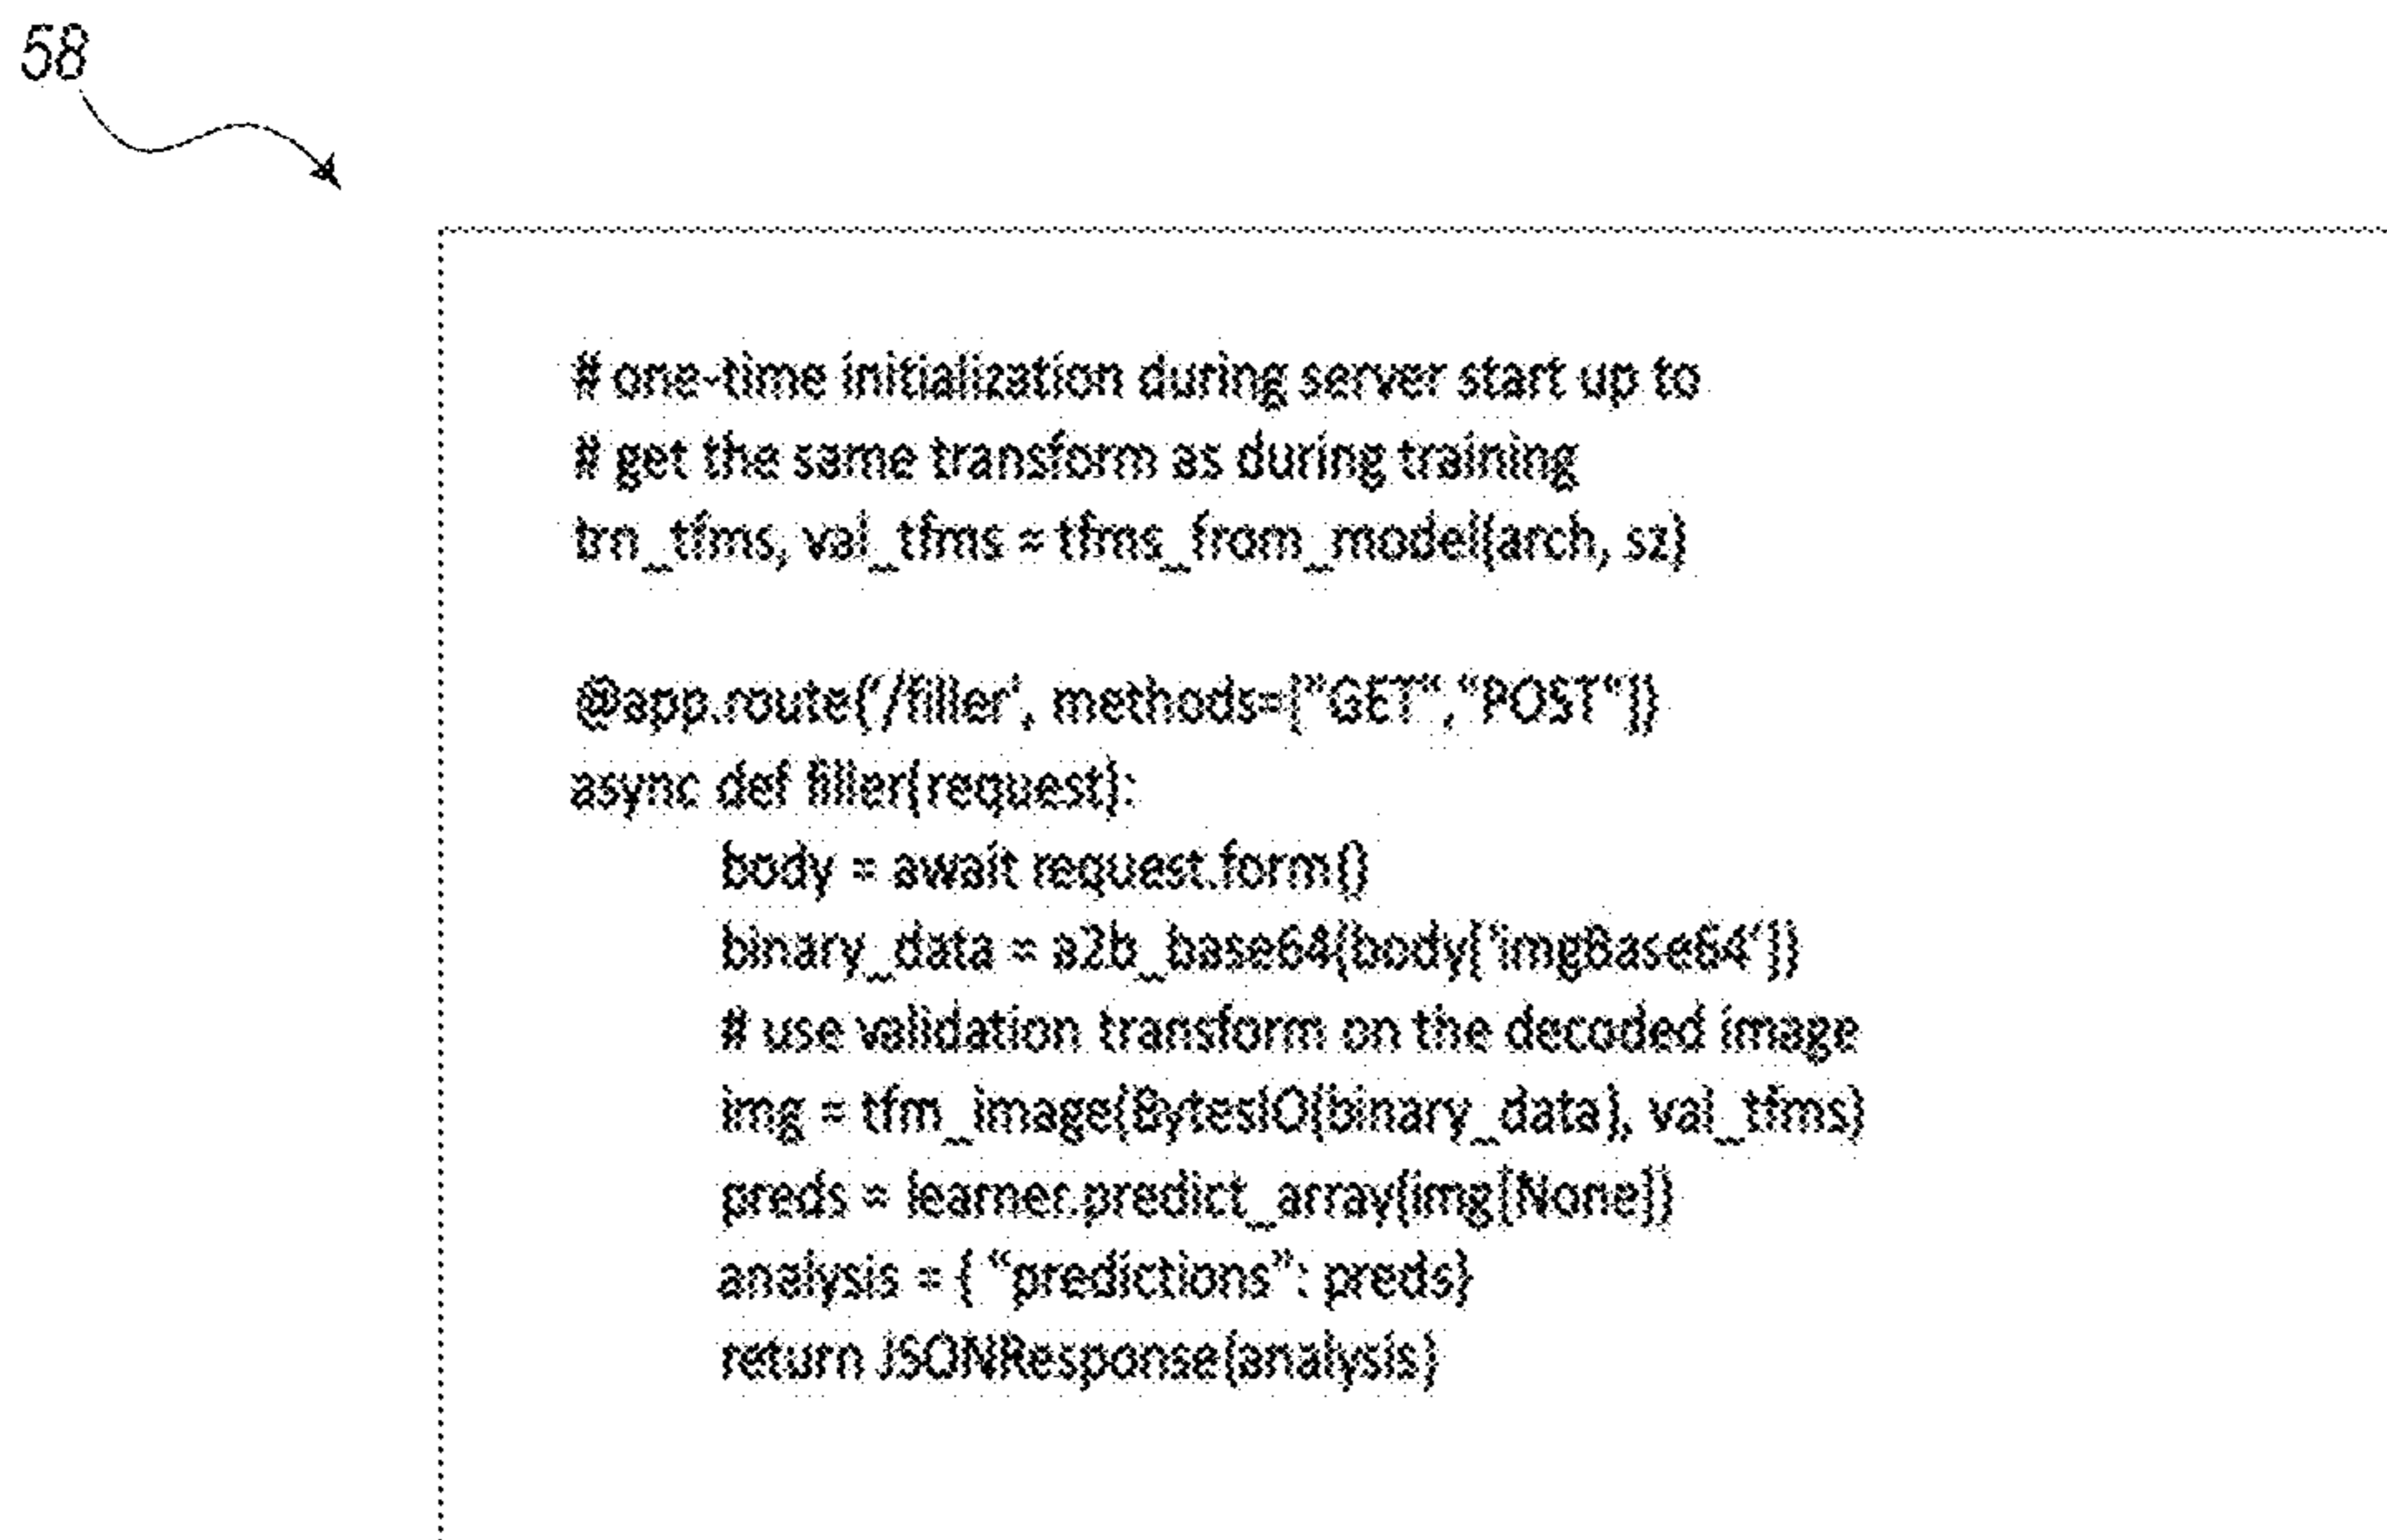 58
# one-time initialization during server start up to
# get the same transform as during training
trn_tfms, val_tfms = tfms_from_model(arch, sz)
@app.route('/filler', methods=["GET","POST"])
async def filler(request):
body = await request.form()
binary_data = a2b_base64(body['imgBase64'])
# use validation transform on the decoded image
img = tfm_image(BytesIO(binary_data), val_tfms)
preds = learner.predict_array(img[None])
analysis = { “predictions”: preds}
return JSONResponse(analysis)